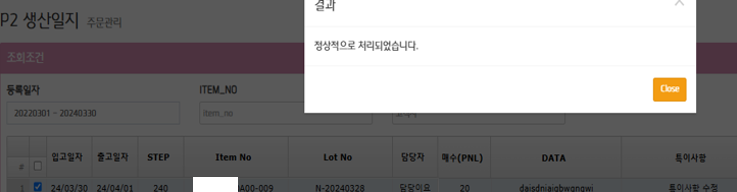 P2 생산일지 주문관리
결과
정상적으로 처리되었습니다.
Close
조회조건
등록일자 ITEM_NO
20220301 ~ 20240330 item_no
# 입고일자 출고일자 STEP Item No Lot No 담당자 매수(PNL) DATA 특이사항
1 24/03/30 24/04/01 240 A00-009 N-20240328 담당이요 20 특이사항 수정